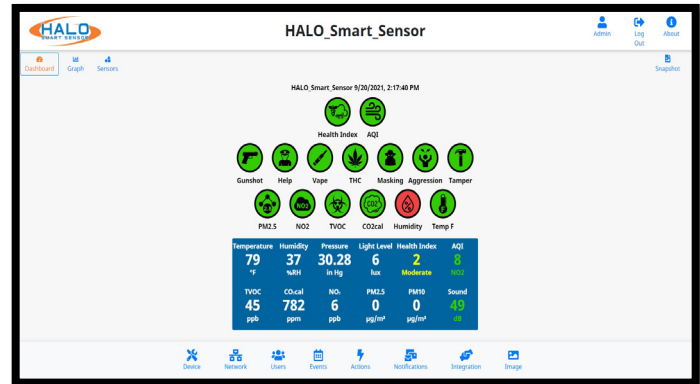 HALO
SMART SENSOR
HALO_Smart_Sensor
Admin
Log
Out
About
Dashboard Graph Sensors
Snapshot
HALO_Smart_Sensor 9/20/2021, 2:17:40 PM
Health Index AQI
Gunshot Help Vape THC Masking Aggression Tamper
NO2 CO2 F
PM2.5 NO2 TVOC CO2cal Humidity Temp F
Temperature Humidity Pressure Light Level Health Index AQI
79 37 30.28 6 2 8
°F %RH in Hg lux Moderate NO2
TVOC CO₂cal NO₂ PM2.5 PM10 Sound
45 782 6 0 0 49
ppb ppm ppb µg/m³ µg/m³ dB
Device Network Users Events Actions Notifications Integration Image